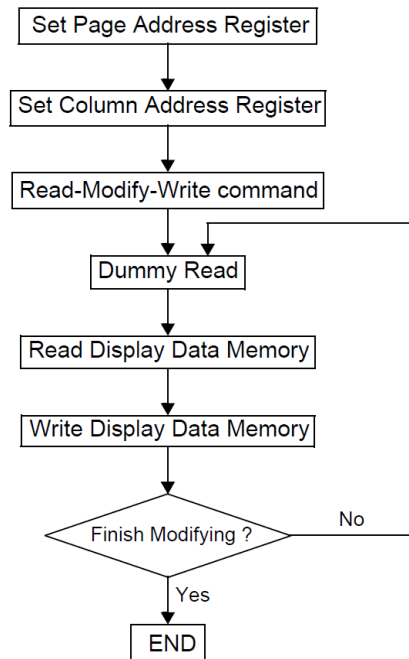 Set Page Address Register
Set Column Address Register
Read-Modify-Write command
Dummy Read
Read Display Data Memory
Write Display Data Memory
Finish Modifying ?
No
Yes
END